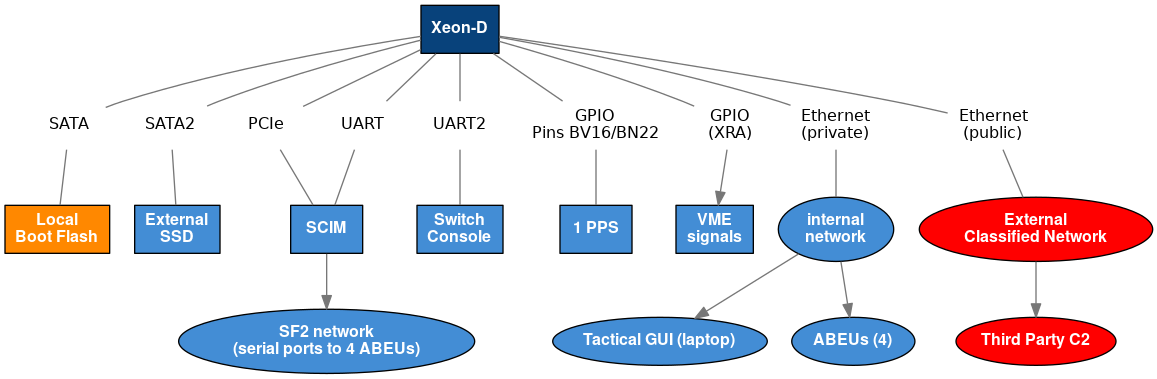 Xeon-D
SATA
SATA2
PCIe
UART
UART2
GPIO
Pins BV16/BN22
GPIO
(XRA)
Ethernet
(private)
Ethernet
(public)
Local
Boot Flash
External
SSD
SCIM
Switch
Console
1 PPS
VME
signals
internal
network
External
Classified Network
SF2 network
(serial ports to 4 ABEUs)
Tactical GUI (laptop)
ABEUs (4)
Third Party C2